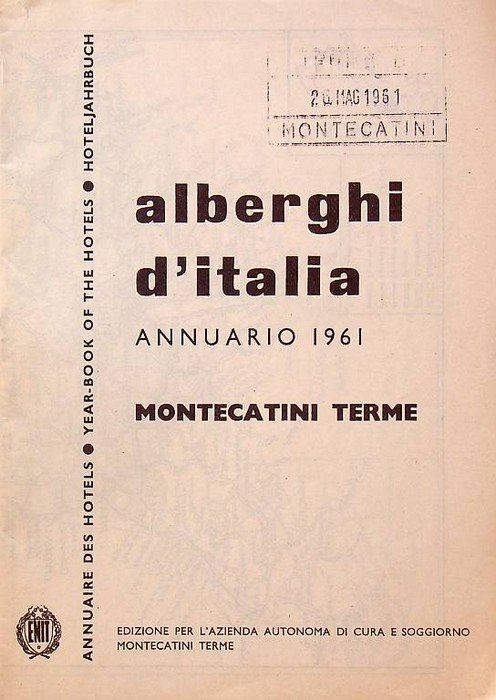 26.MAG 1961
MONTECATINI
alberghi
d'italia
ANNUARIO 1961
MONTECATINI TERME
ANNUAIRE DES HOTELS ● YEAR-BOOK OF THE HOTELS ● HOTELJAHRBUCH
ENIT
EDIZIONE PER L'AZIENDA AUTONOMA DI CURA E SOGGIORNO
MONTECATINI TERME